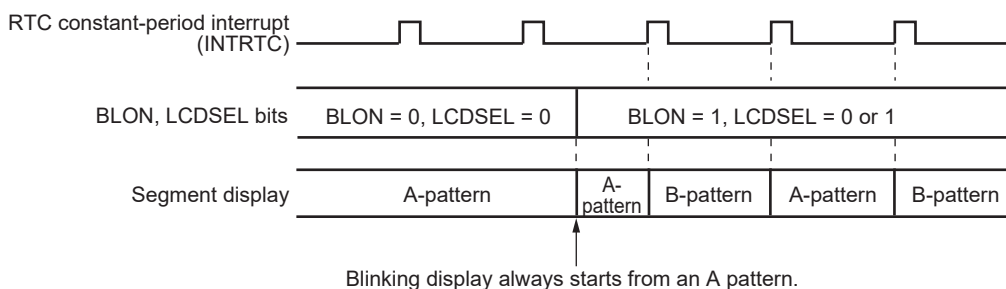 RTC constant-period interrupt
(INTRTC)
BLON, LCDSEL bits
BLON = 0, LCDSEL = 0
BLON = 1, LCDSEL = 0 or 1
Segment display
A-pattern
A-
pattern
B-pattern
A-pattern
B-pattern
Blinking display always starts from an A pattern.